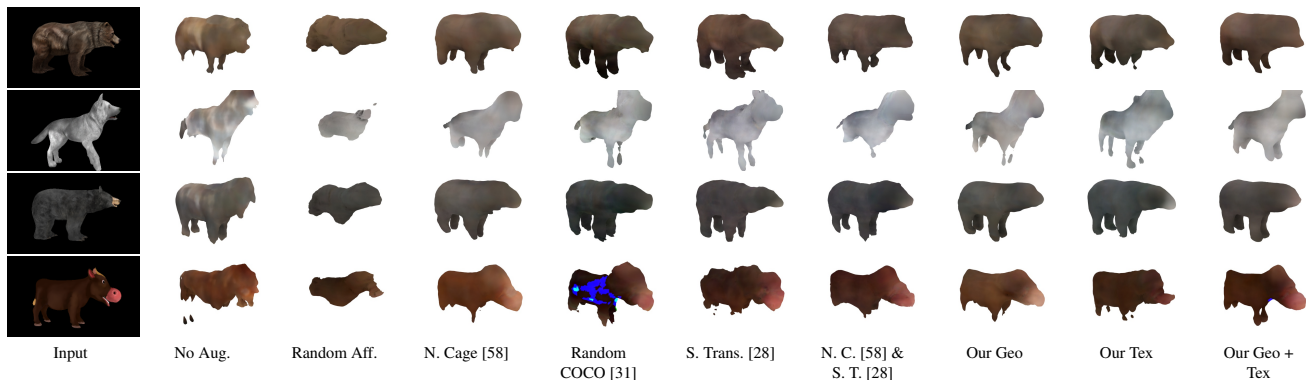 Input
No Aug.
Random Aff.
N. Cage [58]
Random
COCO [31]
S. Trans. [28]
N. C. [58] &
S. T. [28]
Our Geo
Our Tex
Our Geo +
Tex